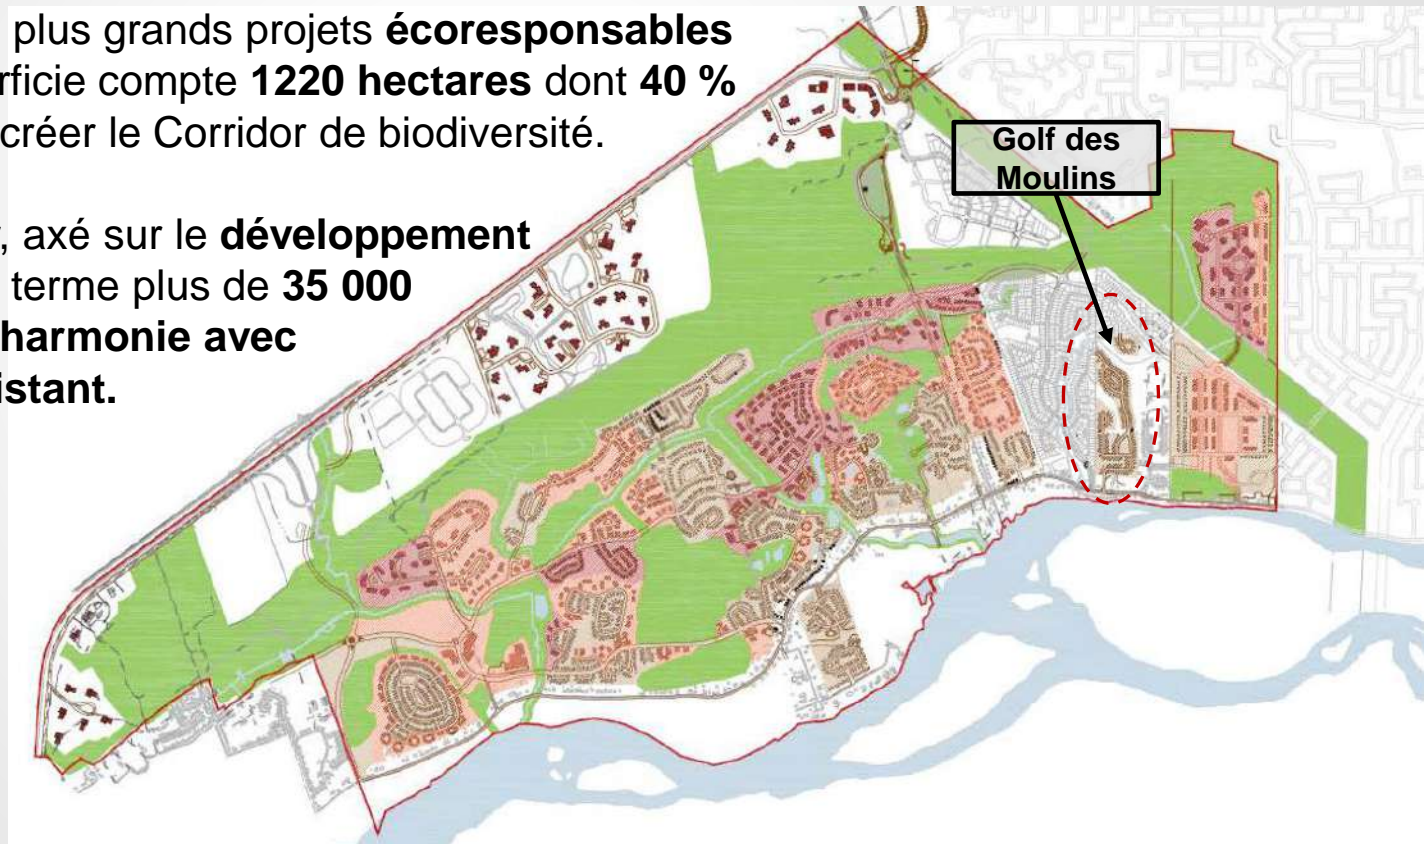 plus grands projets écoresponsables
rficie compte 1220 hectares dont 40 %
créer le Corridor de biodiversité.
, axé sur le développement
terme plus de 35 000
harmonie avec
istant.
Golf des
Moulins